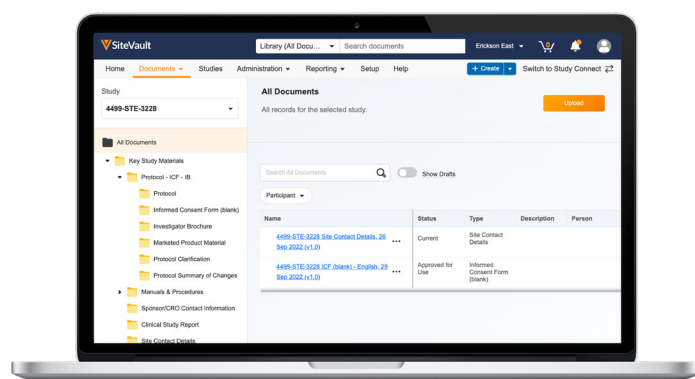 SiteVault
Library (All Docu...
Search documents
Erickson East
Home
Documents
Studies
Administration
Reporting
Setup
Help
+ Create
Switch to Study Connect
Study
4499-STE-3228
All Documents
Key Study Materials
Protocol - ICF - IB
Protocol
Informed Consent Form (blank)
Investigator Brochure
Marketed Product Material
Protocol Clarification
Protocol Summary of Changes
Manuals & Procedures
Sponsor/CRO Contact Information
Clinical Study Report
Site Contact Details
All Documents
All records for the selected study.
Upload
Search All Documents
Show Drafts
Participant
Name
Status
Type
Description
Person
4499-STE-3228 Site Contact Details, 26
Sep 2022 (v1.0)
...
Current
Site Contact
Details
4499-STE-3228 ICF (blank) - English, 29
Sep 2022 (v1.0)
...
Approved for
Use
Informed
Consent Form
(blank)